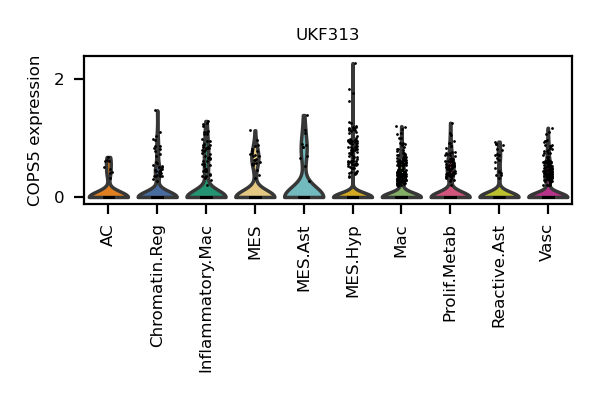 UKF313
COPS5 expression
2
0
AC
Chromatin.Reg
Inflammatory.Mac
MES
MES.Ast
MES.Hyp
Mac
Prolif.Metab
Reactive.Ast
Vasc